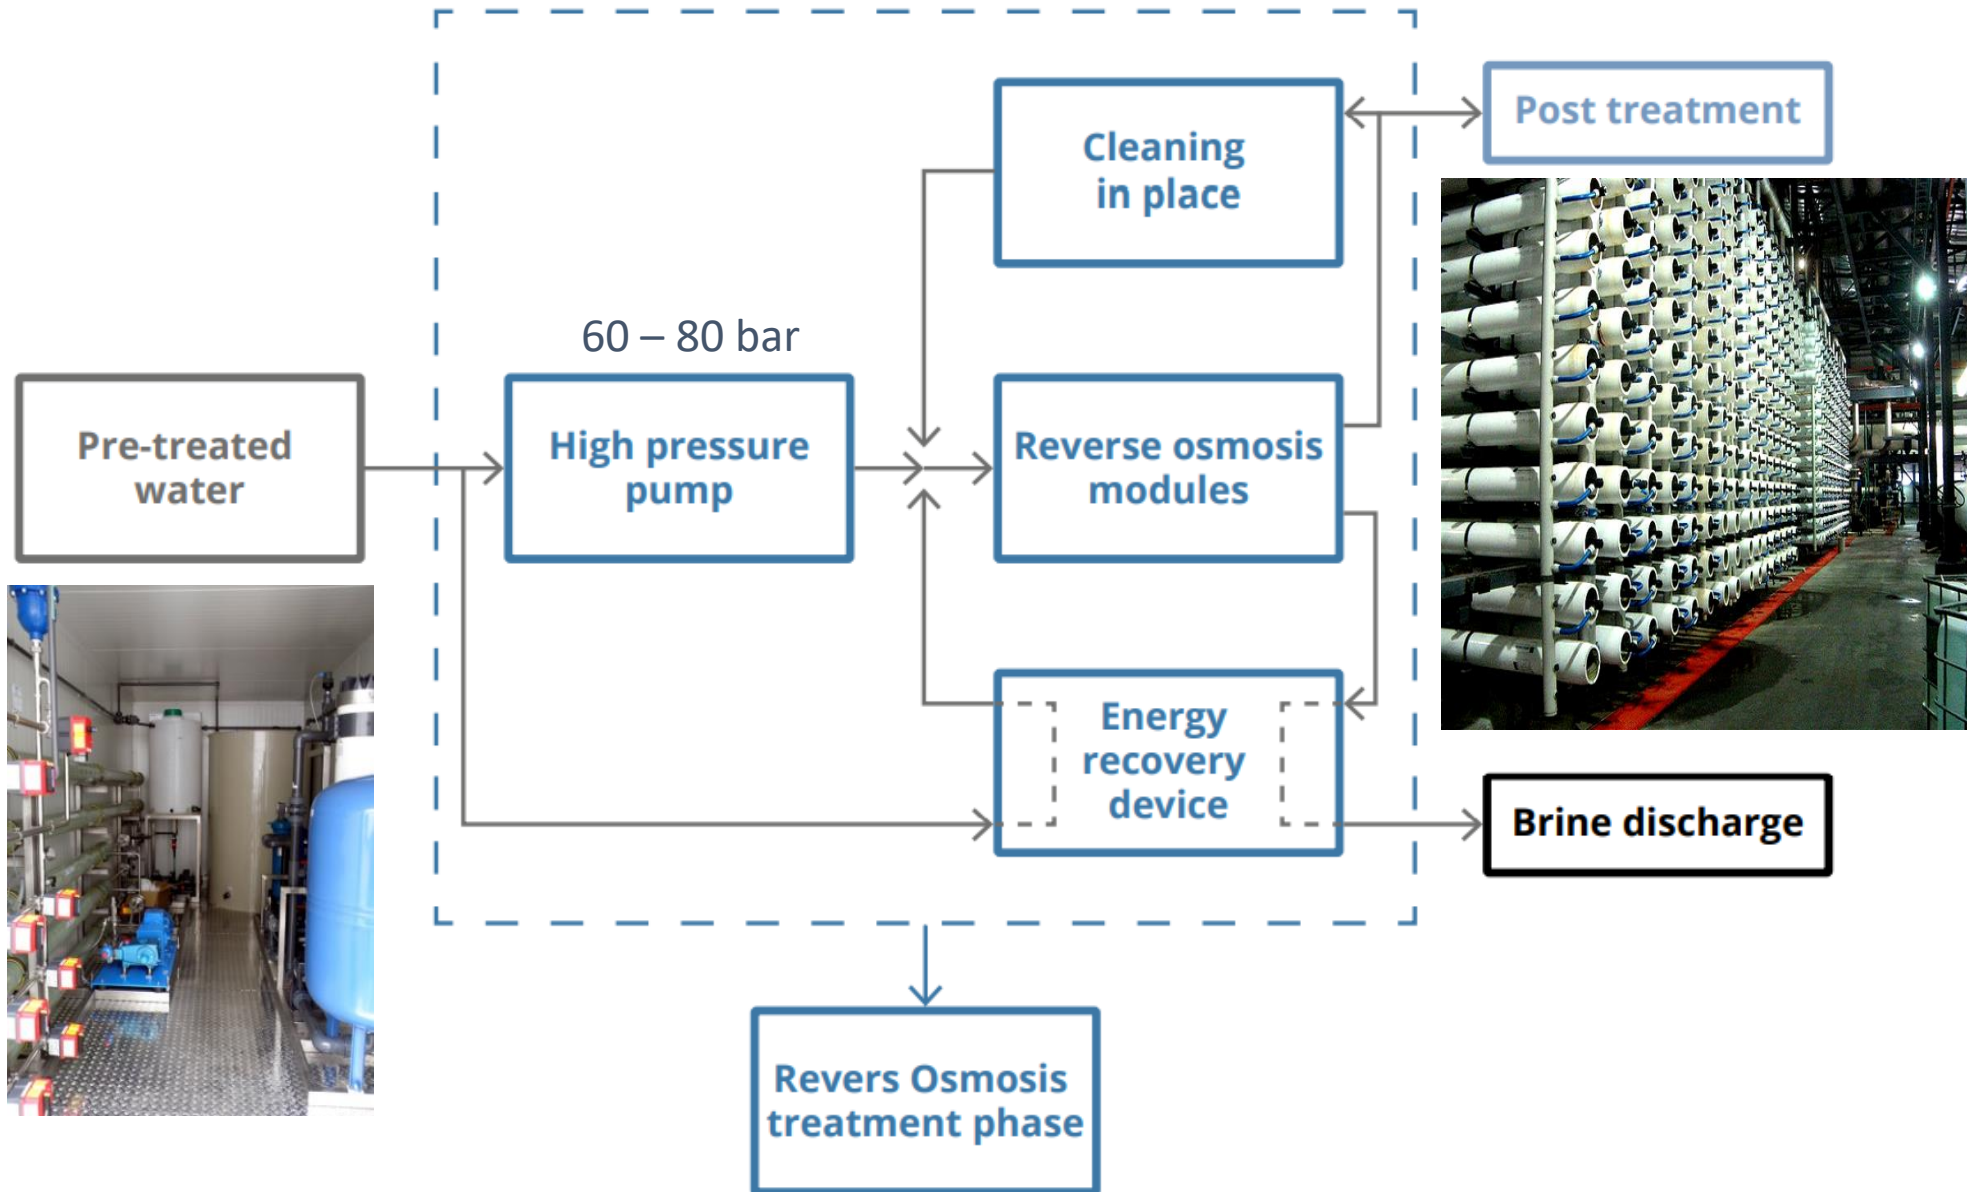 Cleaning
in place
Post treatment
60 – 80 bar
Pre-treated
water
High pressure
pump
Reverse osmosis
modules
Energy
recovery
device
Brine discharge
Revers Osmosis
treatment phase